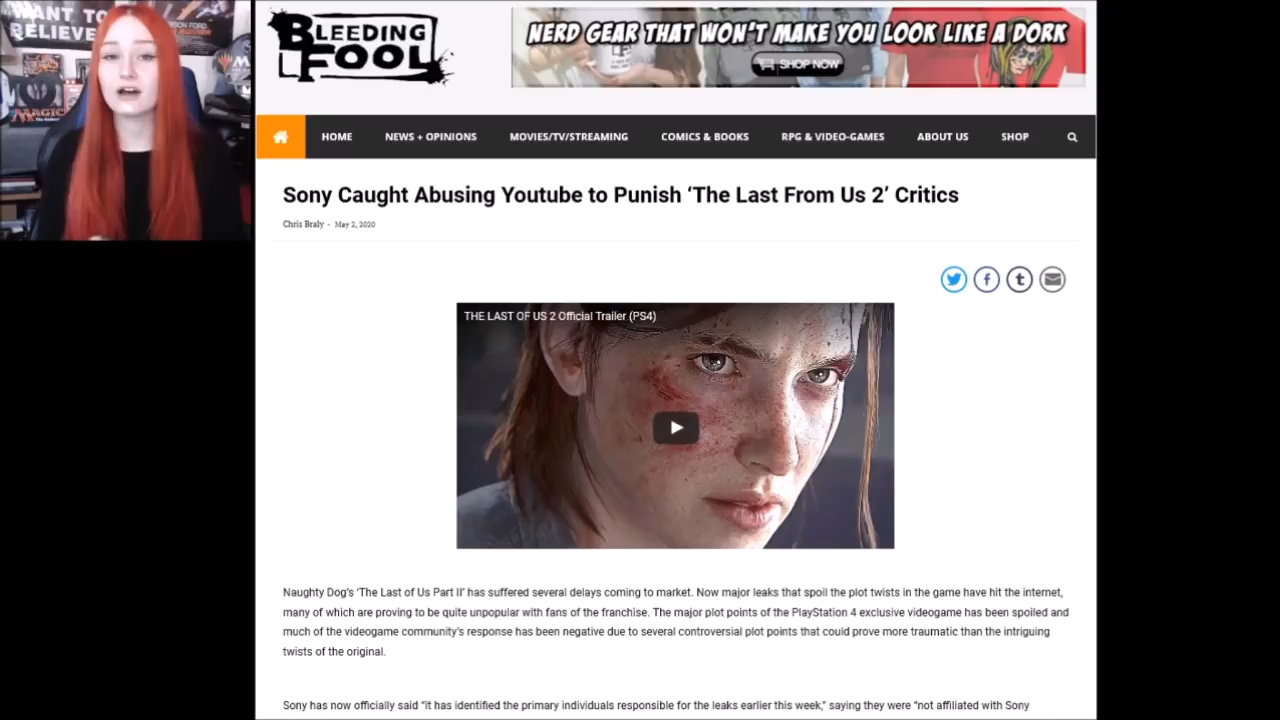 WANT TO
BELIEVE
MAGIC
BLEEDING
FOOL
NERD GEAR THAT WON'T MAKE YOU LOOK LIKE A DORK
SHOP NOW
HOME NEWS + OPINIONS MOVIES/TV/STREAMING COMICS & BOOKS RPG & VIDEO-GAMES ABOUT US SHOP
Sony Caught Abusing Youtube to Punish ‘The Last From Us 2’ Critics
Chris Braly - May 2, 2020
THE LAST OF US 2 Official Trailer (PS4)
Naughty Dog's ‘The Last of Us Part II’ has suffered several delays coming to market. Now major leaks that spoil the plot twists in the game have hit the internet,
many of which are proving to be quite unpopular with fans of the franchise. The major plot points of the PlayStation 4 exclusive videogame has been spoiled and
much of the videogame community's response has been negative due to several controversial plot points that could prove more traumatic than the intriguing
twists of the original.
Sony has now officially said “it has identified the primary individuals responsible for the leaks earlier this week,” saying they were “not affiliated with Sony